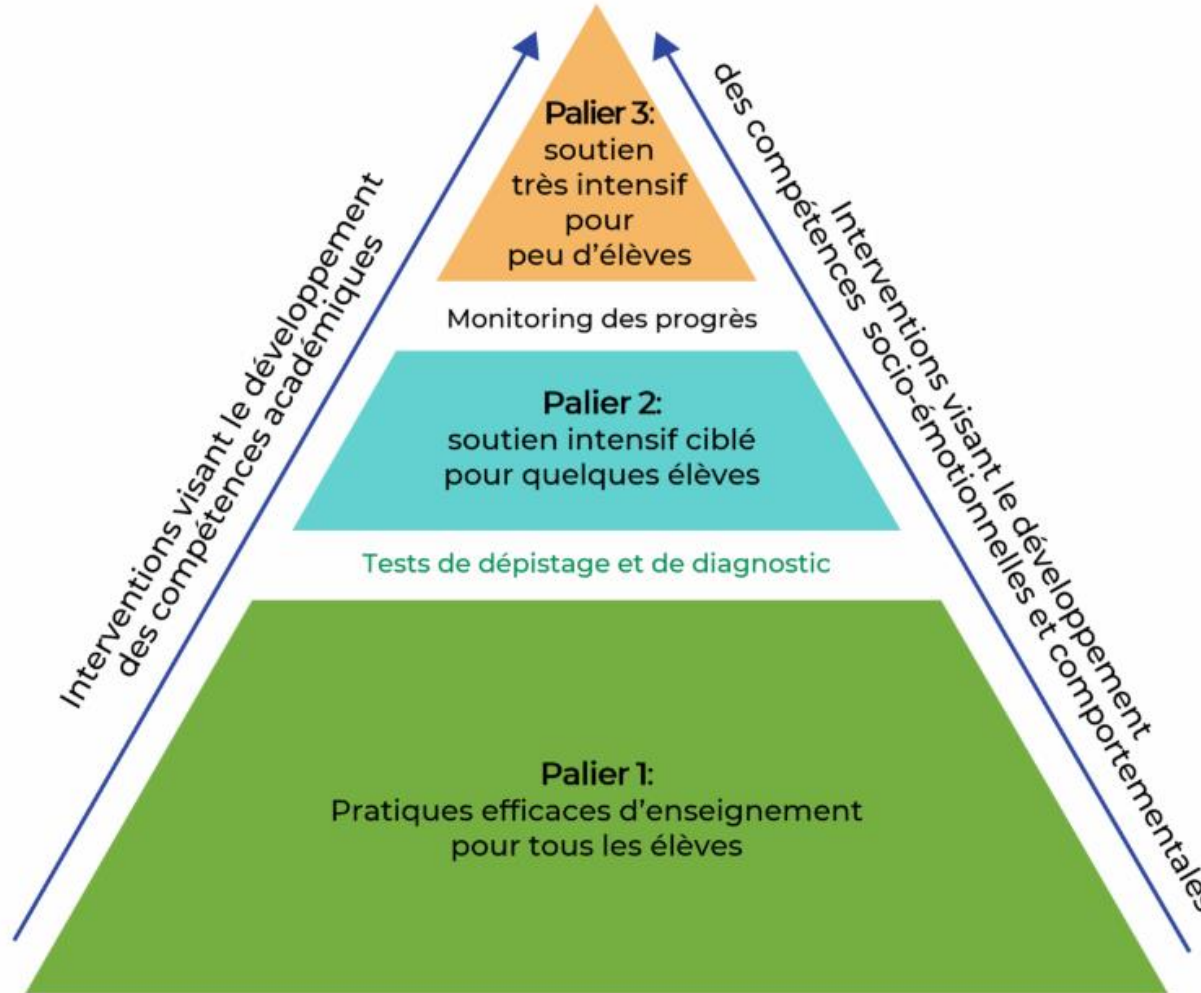 Palier 3:
soutien
très intensif
pour
peu d'élèves
Monitoring des progrès
Palier 2:
soutien intensif ciblé
pour quelques élèves
Tests de dépistage et de diagnostic
Palier 1:
Pratiques efficaces d'enseignement
pour tous les élèves
Interventions visant le développement
des compétences académiques
Interventions visant le développement
des compétences socio-émotionnelles et comportementales